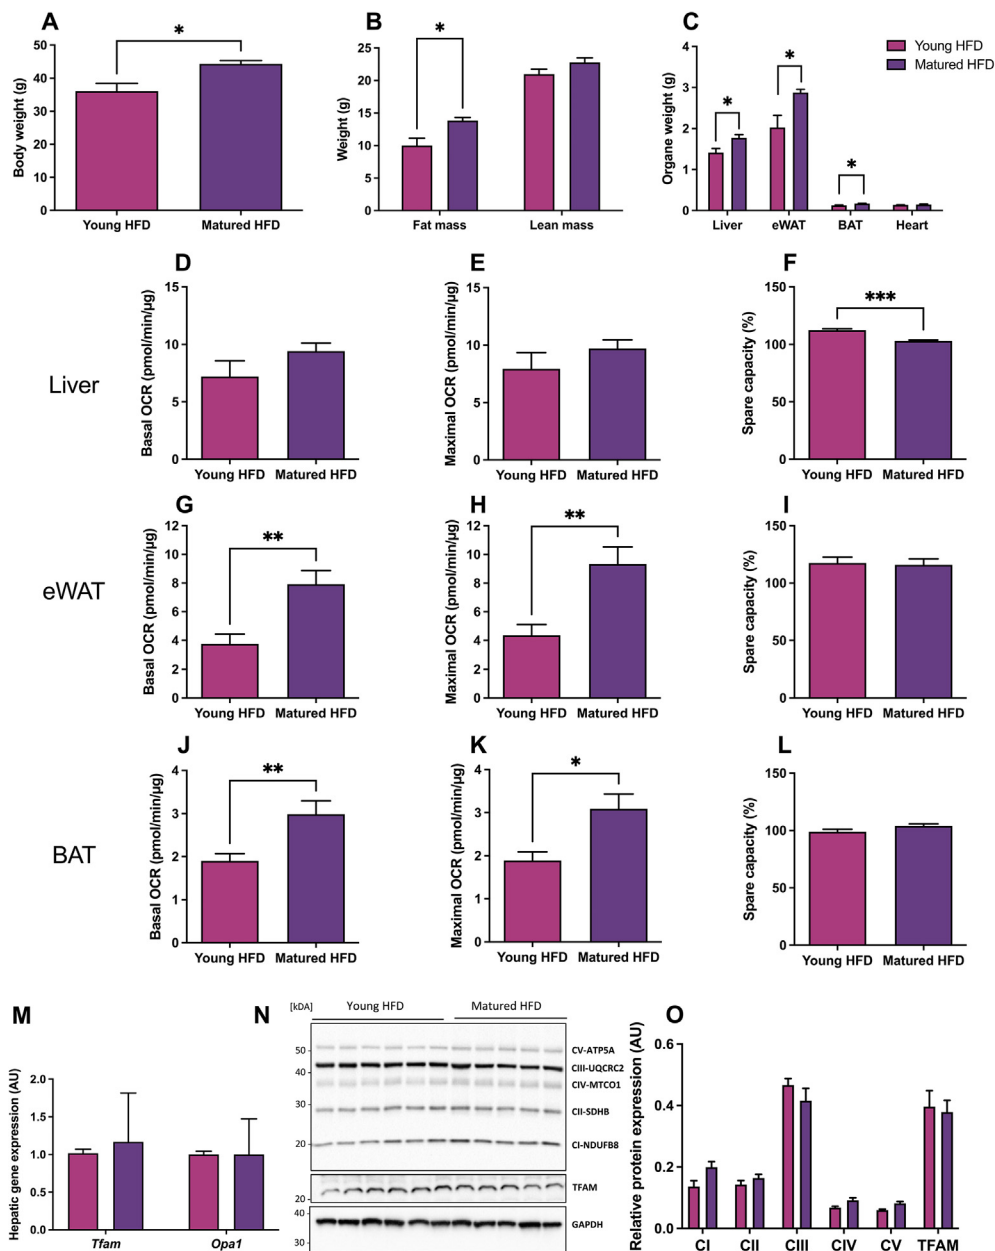 A
Body weight (g)
50
40
30
20
10
0
*
Young HFD Matured HFD
B
Weight (g)
25
20
15
10
5
0
*
Fat mass Lean mass
C
Organe weight (g)
4
3
2
1
0
*
*
*
Liver eWAT BAT Heart
Young HFD
Matured HFD
Liver
D
Basal OCR (pmol/min/µg)
15
10
5
0
Young HFD Matured HFD
E
Maximal OCR (pmol/min/µg)
15
10
5
0
Young HFD Matured HFD
F
Spare capacity (%)
150
100
50
0
***
Young HFD Matured HFD
eWAT
G
Basal OCR (pmol/min/µg)
12
10
8
6
4
2
0
**
Young HFD Matured HFD
H
Maximal OCR (pmol/min/µg)
12
10
8
6
4
2
0
**
Young HFD Matured HFD
I
Spare capacity (%)
150
100
50
0
Young HFD Matured HFD
BAT
J
Basal OCR (pmol/min/µg)
4
3
2
1
0
**
Young HFD Matured HFD
K
Maximal OCR (pmol/min/µg)
4
3
2
1
0
*
Young HFD Matured HFD
L
Spare capacity (%)
150
100
50
0
Young HFD Matured HFD
M
Hepatic gene expression (AU)
2.0
1.5
1.0
0.5
0.0
Tfam Opa1
N
[kDA] Young HFD Matured HFD
50
40
30
20
CV-ATP5A
CIII-UQCRC2
CIV-MTCO1
CII-SDHB
CI-NDUFB8
20
TFAM
40
30
GAPDH
O
Relative protein expression (AU)
0.6
0.4
0.2
0.0
CI CII CIII CIV CV TFAM